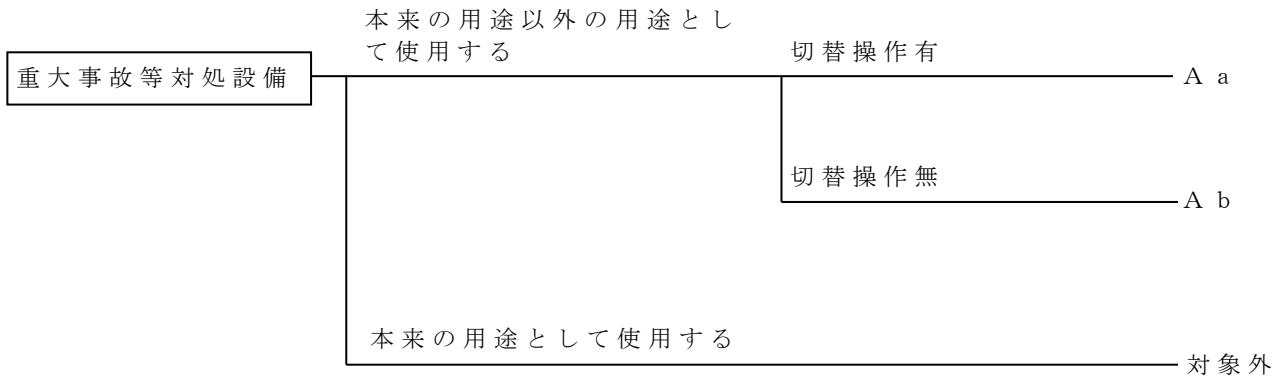 本来の用途以外の用途とし
て使用する
切替操作有
重大事故等対処設備
Ａａ
切替操作無
Ａｂ
本来の用途として使用する
対象外